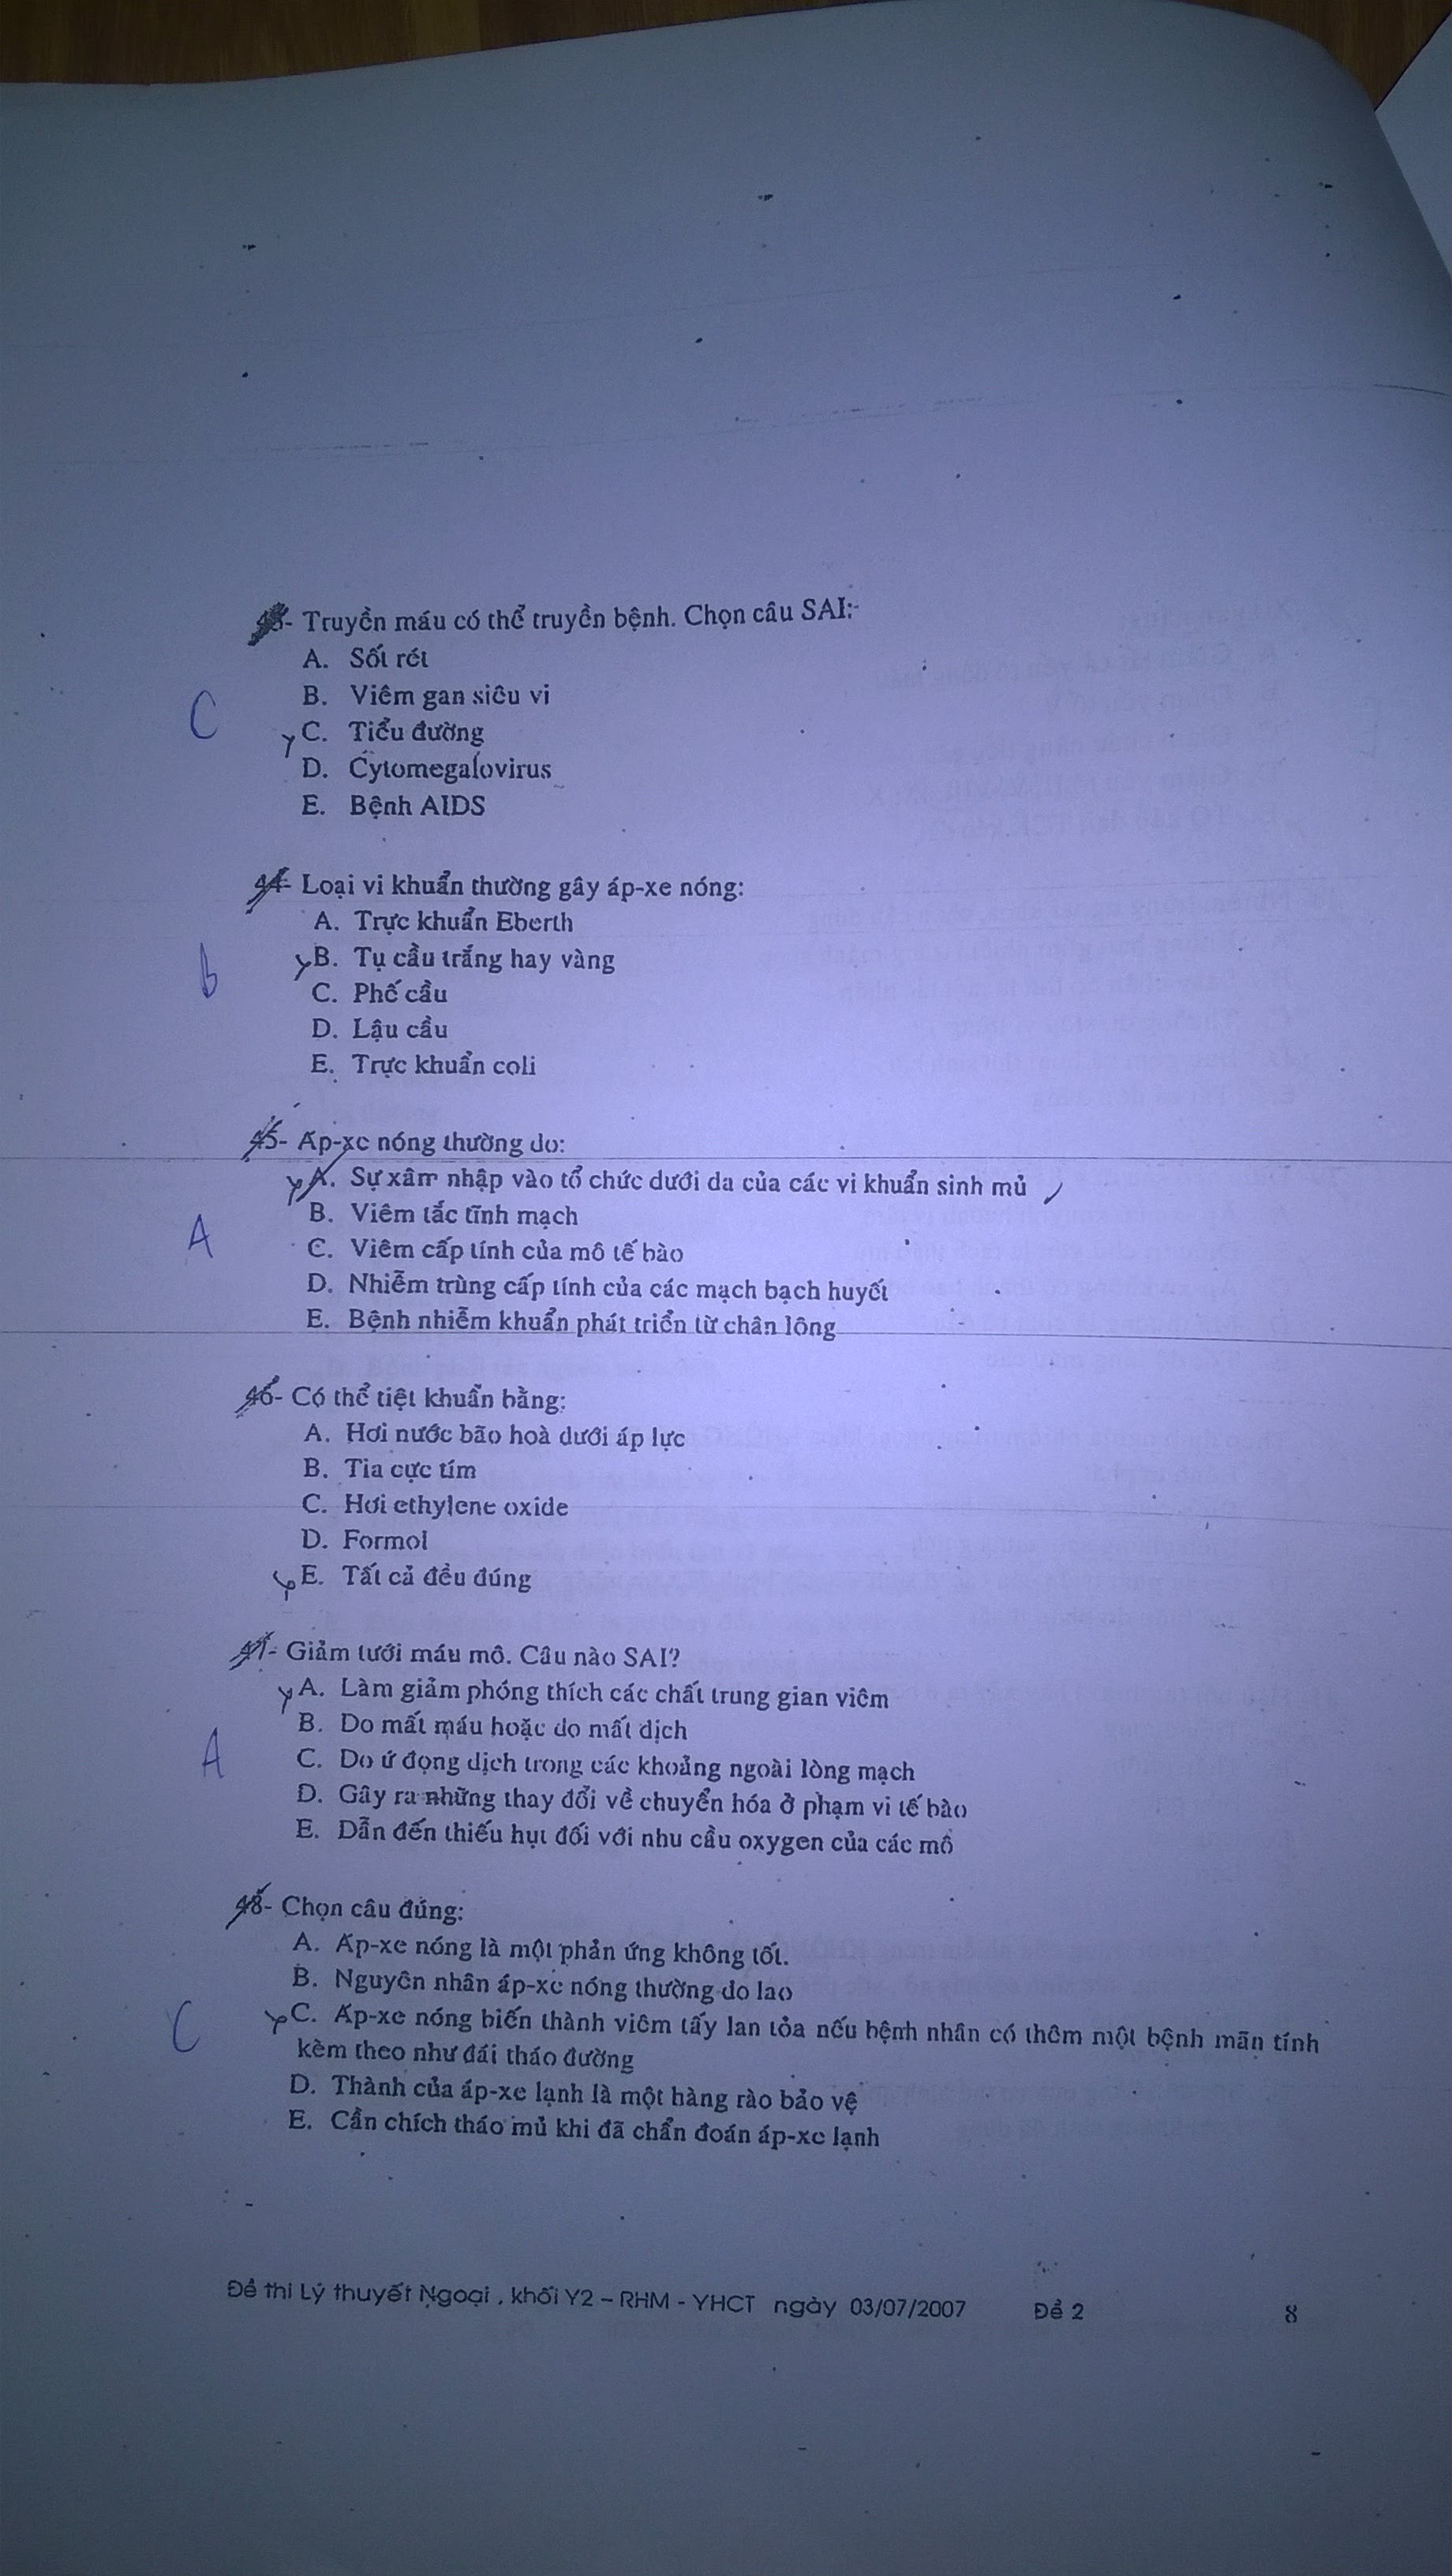 43- Truyền máu có thể truyền bệnh. Chọn câu SAI:
A. Sốt rét
B. Viêm gan siêu vi
C
C. Tiểu đường
D. Cytomegalovirus
E. Bệnh AIDS
44- Loại vi khuẩn thường gây áp-xe nóng:
A. Trực khuẩn Eberth
B. Tụ cầu trắng hay vàng
b
C. Phế cầu
D. Lậu cầu
E. Trực khuẩn coli
45- Áp-xe nóng thường do:
A. Sự xâm nhập vào tổ chức dưới da của các vi khuẩn sinh mủ
B. Viêm tắc tĩnh mạch
A
C. Viêm cấp tính của mô tế bào
D. Nhiễm trùng cấp tính của các mạch bạch huyết
E. Bệnh nhiễm khuẩn phát triển từ chân lông
46- Có thể tiệt khuẩn bằng:
A. Hơi nước bão hoà dưới áp lực
B. Tia cực tím
C. Hơi ethylene oxide
D. Formol
E. Tất cả đều đúng
47- Giảm tưới máu mô. Câu nào SAI?
A. Làm giảm phóng thích các chất trung gian viêm
B. Do mất máu hoặc do mất dịch
A
C. Do ứ đọng dịch trong các khoảng ngoài lòng mạch
D. Gây ra những thay đổi về chuyển hóa ở phạm vi tế bào
E. Dẫn đến thiếu hụt đối với nhu cầu oxygen của các mô
48- Chọn câu đúng:
A. Áp-xe nóng là một phản ứng không tốt.
B. Nguyên nhân áp-xe nóng thường do lao
C
C. Áp-xe nóng biến thành viêm tấy lan tỏa nếu bệnh nhân có thêm một bệnh mãn tính
kèm theo như đái tháo đường
D. Thành của áp-xe lạnh là một hàng rào bảo vệ
E. Cần chích tháo mủ khi đã chẩn đoán áp-xe lạnh
Đề thi Lý thuyết Ngoại , khối Y2 – RHM - YHCT ngày 03/07/2007 Đề 2 8